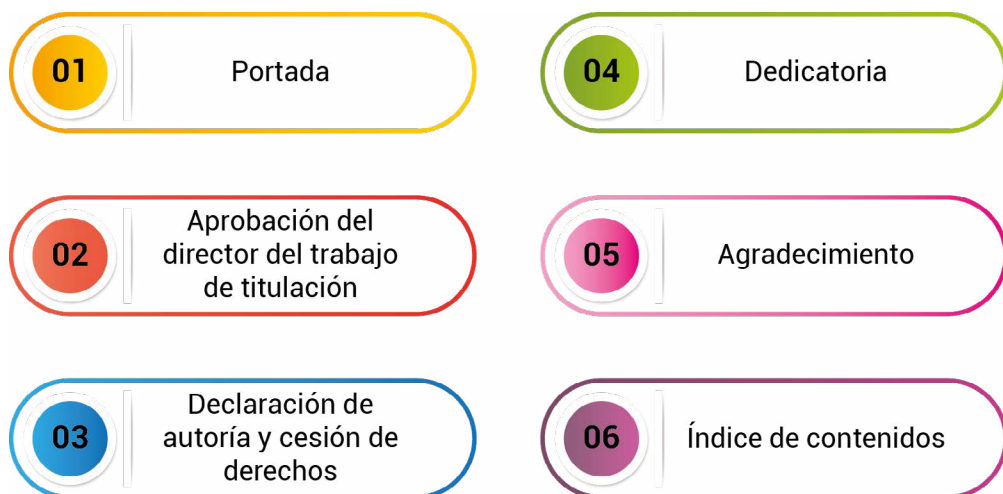 01
Portada
02
Aprobación del
director del trabajo
de titulación
03
Declaración de
autoría y cesión de
derechos
04
Dedicatoria
05
Agradecimiento
06
Índice de contenidos